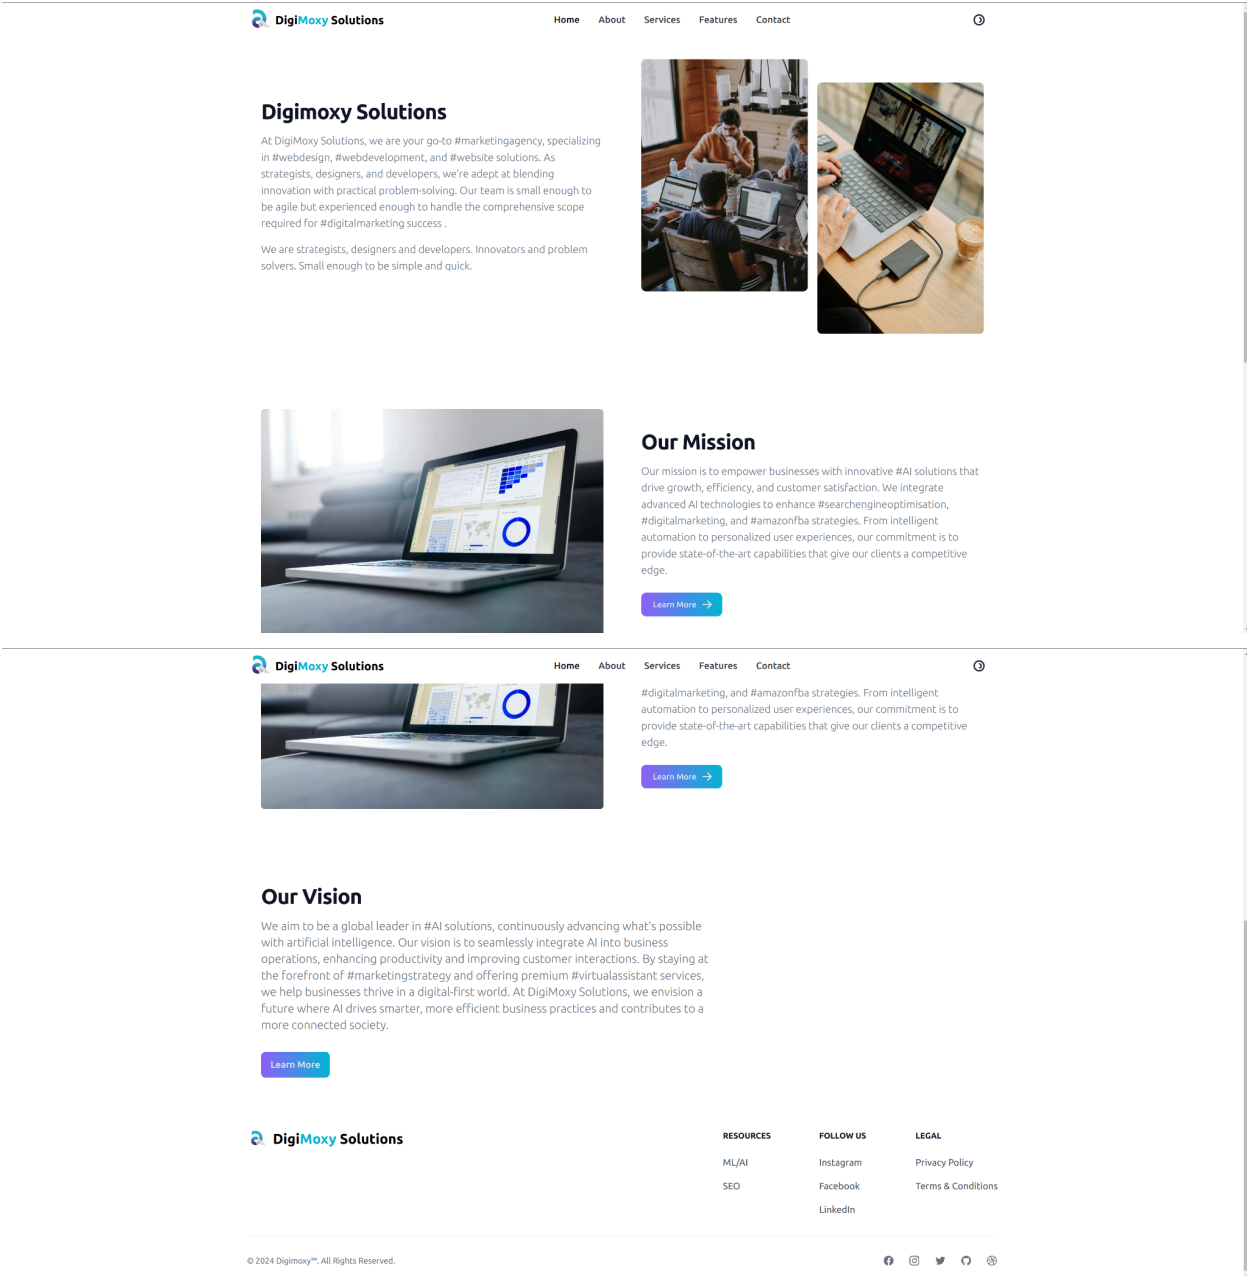 DigiMoxy Solutions
Home About Services Features Contact
Digimoxy Solutions
At DigiMoxy Solutions, we are your go-to #marketingagency, specializing
in #webdesign, #webdevelopment, and #website solutions. As
strategists, designers, and developers, we're adept at blending
innovation with practical problem-solving. Our team is small enough to
be agile but experienced enough to handle the comprehensive scope
required for #digitalmarketing success .
We are strategists, designers and developers. Innovators and problem
solvers. Small enough to be simple and quick.
Our Mission
Our mission is to empower businesses with innovative #AI solutions that
drive growth, efficiency, and customer satisfaction. We integrate
advanced AI technologies to enhance #searchengineoptimisation,
#digitalmarketing, and #amazonfba strategies. From intelligent
automation to personalized user experiences, our commitment is to
provide state-of-the-art capabilities that give our clients a competitive
edge.
Learn More
DigiMoxy Solutions
Home About Services Features Contact
#digitalmarketing, and #amazonfba strategies. From intelligent
automation to personalized user experiences, our commitment is to
provide state-of-the-art capabilities that give our clients a competitive
edge.
Learn More
Our Vision
We aim to be a global leader in #AI solutions, continuously advancing what's possible
with artificial intelligence. Our vision is to seamlessly integrate AI into business
operations, enhancing productivity and improving customer interactions. By staying at
the forefront of #marketingstrategy and offering premium #virtualassistant services,
we help businesses thrive in a digital-first world. At DigiMoxy Solutions, we envision a
future where AI drives smarter, more efficient business practices and contributes to a
more connected society.
Learn More
DigiMoxy Solutions
RESOURCES
ML/AI
SEO
FOLLOW US
Instagram
Facebook
LinkedIn
LEGAL
Privacy Policy
Terms & Conditions
© 2024 Digimoxy™. All Rights Reserved.